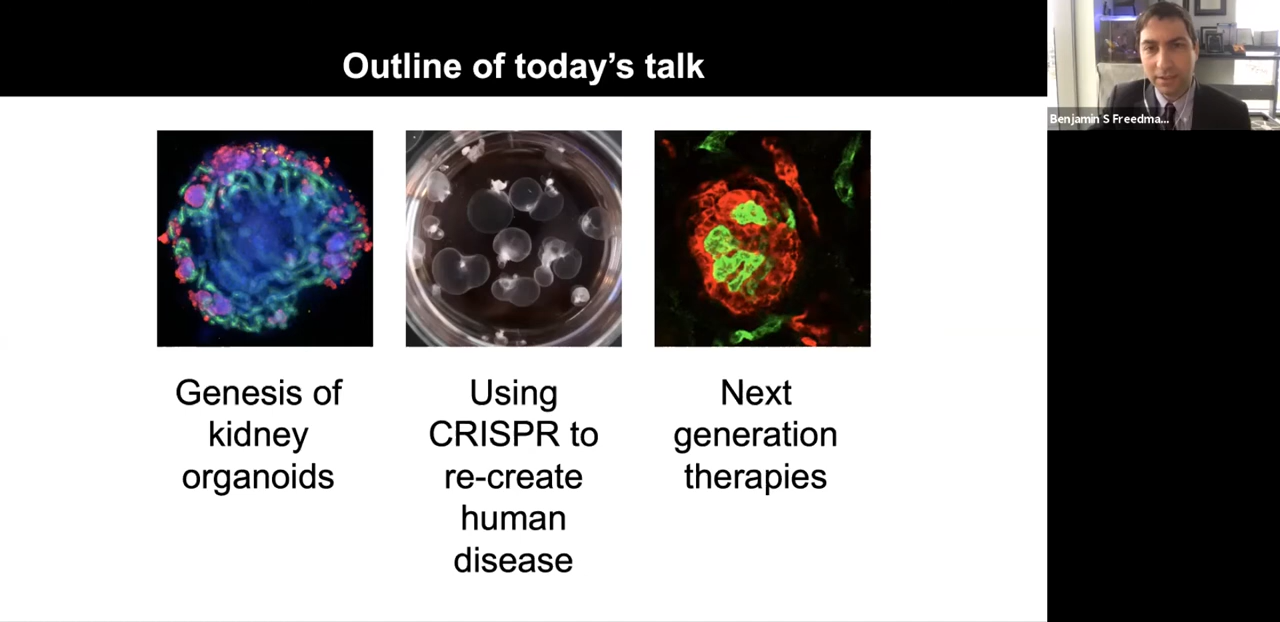 Outline of today’s talk
Benjamin S Freedma...
Genesis of
kidney
organoids
Using
CRISPR to
re-create
human
disease
Next
generation
therapies